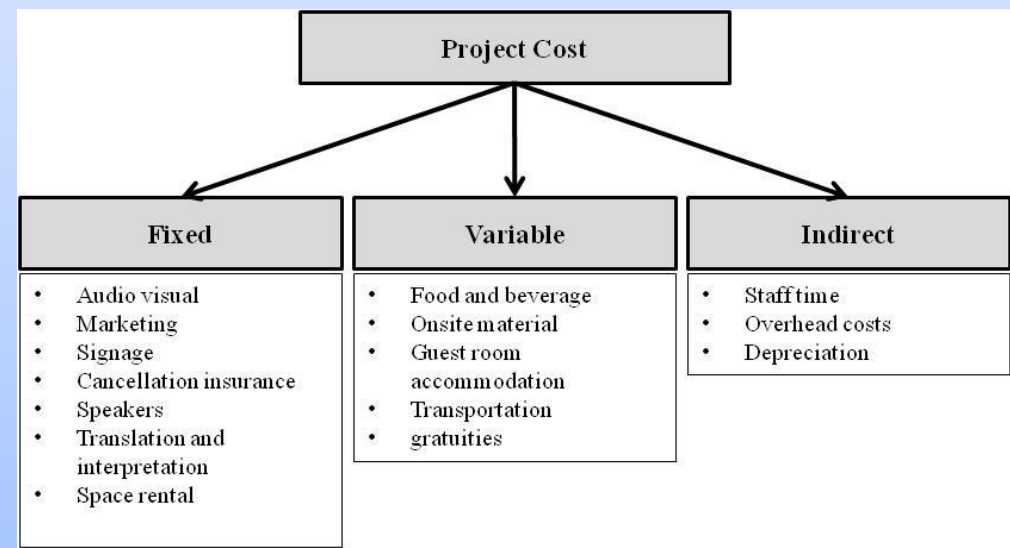 Project Cost
Fixed
• Audio visual
• Marketing
• Signage
• Cancellation insurance
• Speakers
• Translation and
interpretation
• Space rental
Variable
• Food and beverage
• Onsite material
• Guest room
accommodation
• Transportation
• gratuities
Indirect
• Staff time
• Overhead costs
• Depreciation